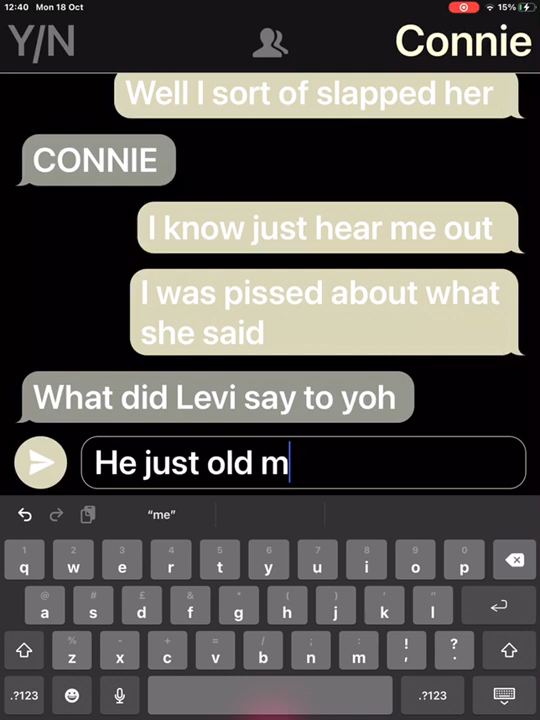 12:40 Mon 18 Oct 15%
Y/N Connie
Well I sort of slapped her
CONNIE
I know just hear me out
I was pissed about what
she said
What did Levi say to yoh
He just old m
“me”
1 2 3 4 5 6 7 8 9 0
q w e r t y u i o p
@ # £ & * ( ) ' "
a s d f g h j k l
% - + = / ; : ! ?
z x c v b n m , .
.?123 .?123